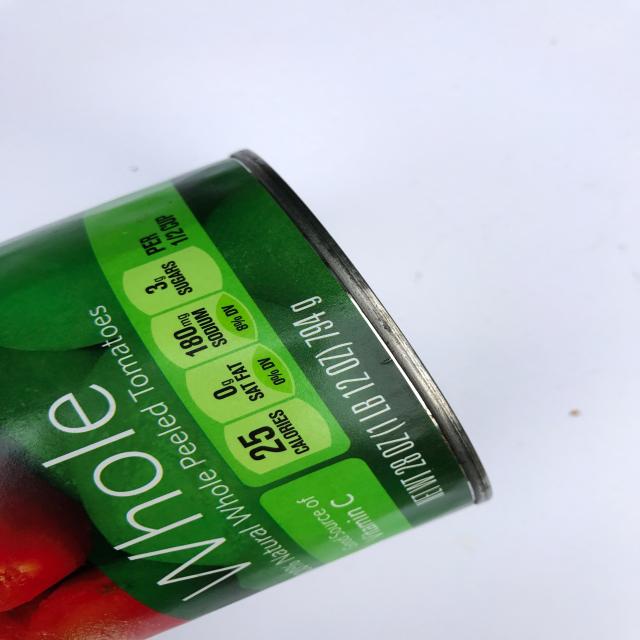 Whole
Natural Whole Peeled Tomatoes
25
CALORIES
0g
SAT FAT
0% DV
180mg
SODIUM
8% DV
3g
SUGARS
PER
1/2 CUP
Source of
Vitamin C
WT 28 OZ (1 LB 12 OZ) 794 g